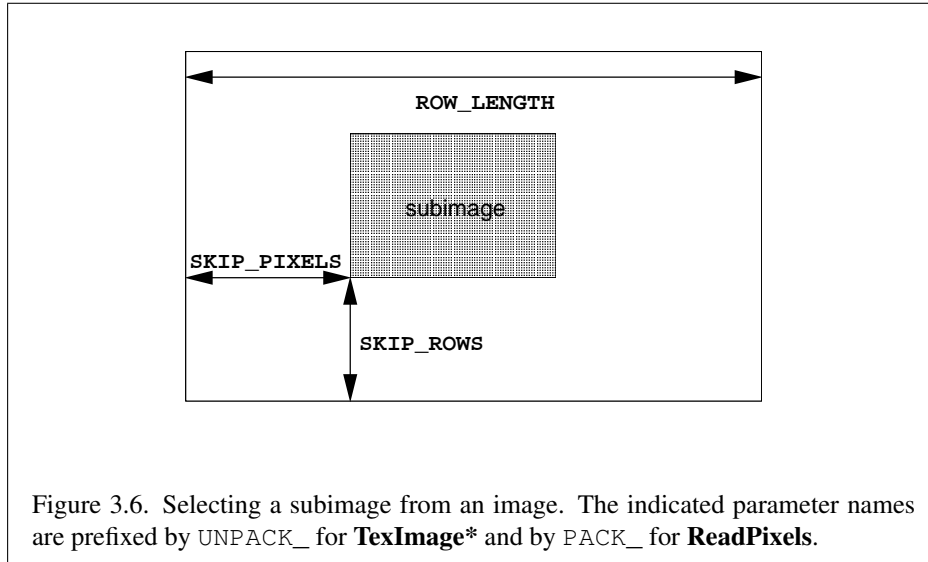 ROW_LENGTH
subimage
SKIP_PIXELS
SKIP_ROWS
Figure 3.6. Selecting a subimage from an image. The indicated parameter names
are prefixed by UNPACK_ for TexImage* and by PACK_ for ReadPixels.